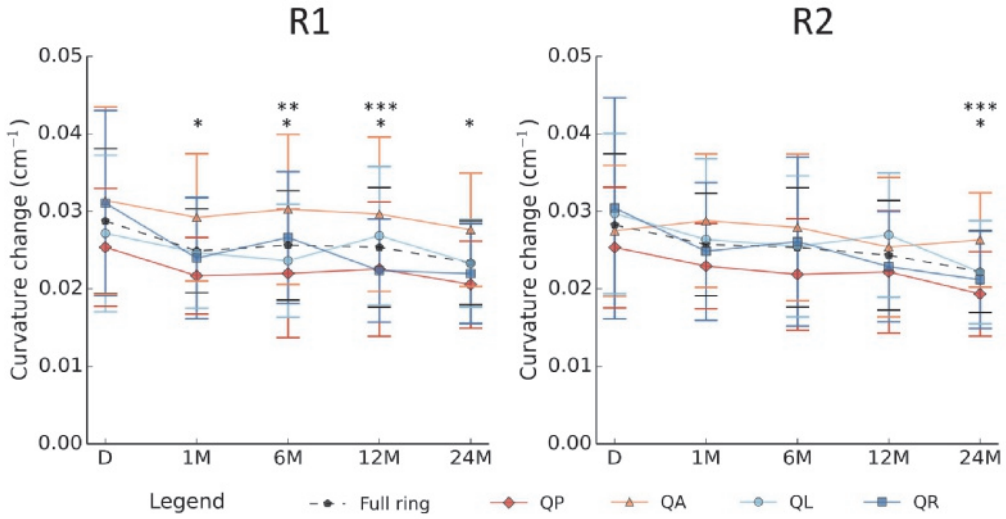 R1
R2
Curvature change (cm⁻¹)
0.05
0.04
0.03
0.02
0.01
0.00
*
**
*
***
*
*
D
1M
6M
12M
24M
Curvature change (cm⁻¹)
0.05
0.04
0.03
0.02
0.01
0.00
***
*
D
1M
6M
12M
24M
Legend
Full ring
QP
QA
QL
QR